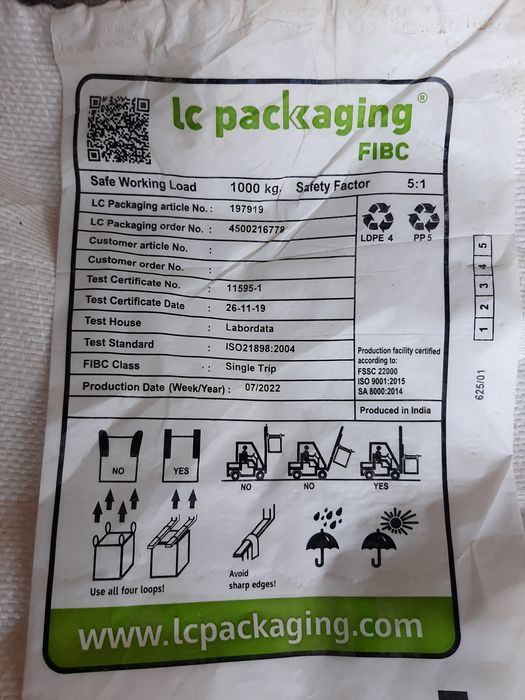 lc packaging®
FIBC
Safe Working Load 1000 kg. Safety Factor 5:1
LC Packaging article No. : 197919
LC Packaging order No. : 4500216778
Customer article No. :
Customer order No. :
Test Certificate No. : 11595-1
Test Certificate Date : 26-11-19
Test House : Labordata
Test Standard : ISO21898:2004
FIBC Class : Single Trip
Production Date (Week/Year) : 07/2022
LDPE 4 PP 5
Production facility certified
according to:
FSSC 22000
ISO 9001:2015
SA 8000:2014
Produced in India
1 2 3 4 5
625/01
NO YES NO NO YES
Use all four loops!
Avoid
sharp edges!
www.lcpackaging.com